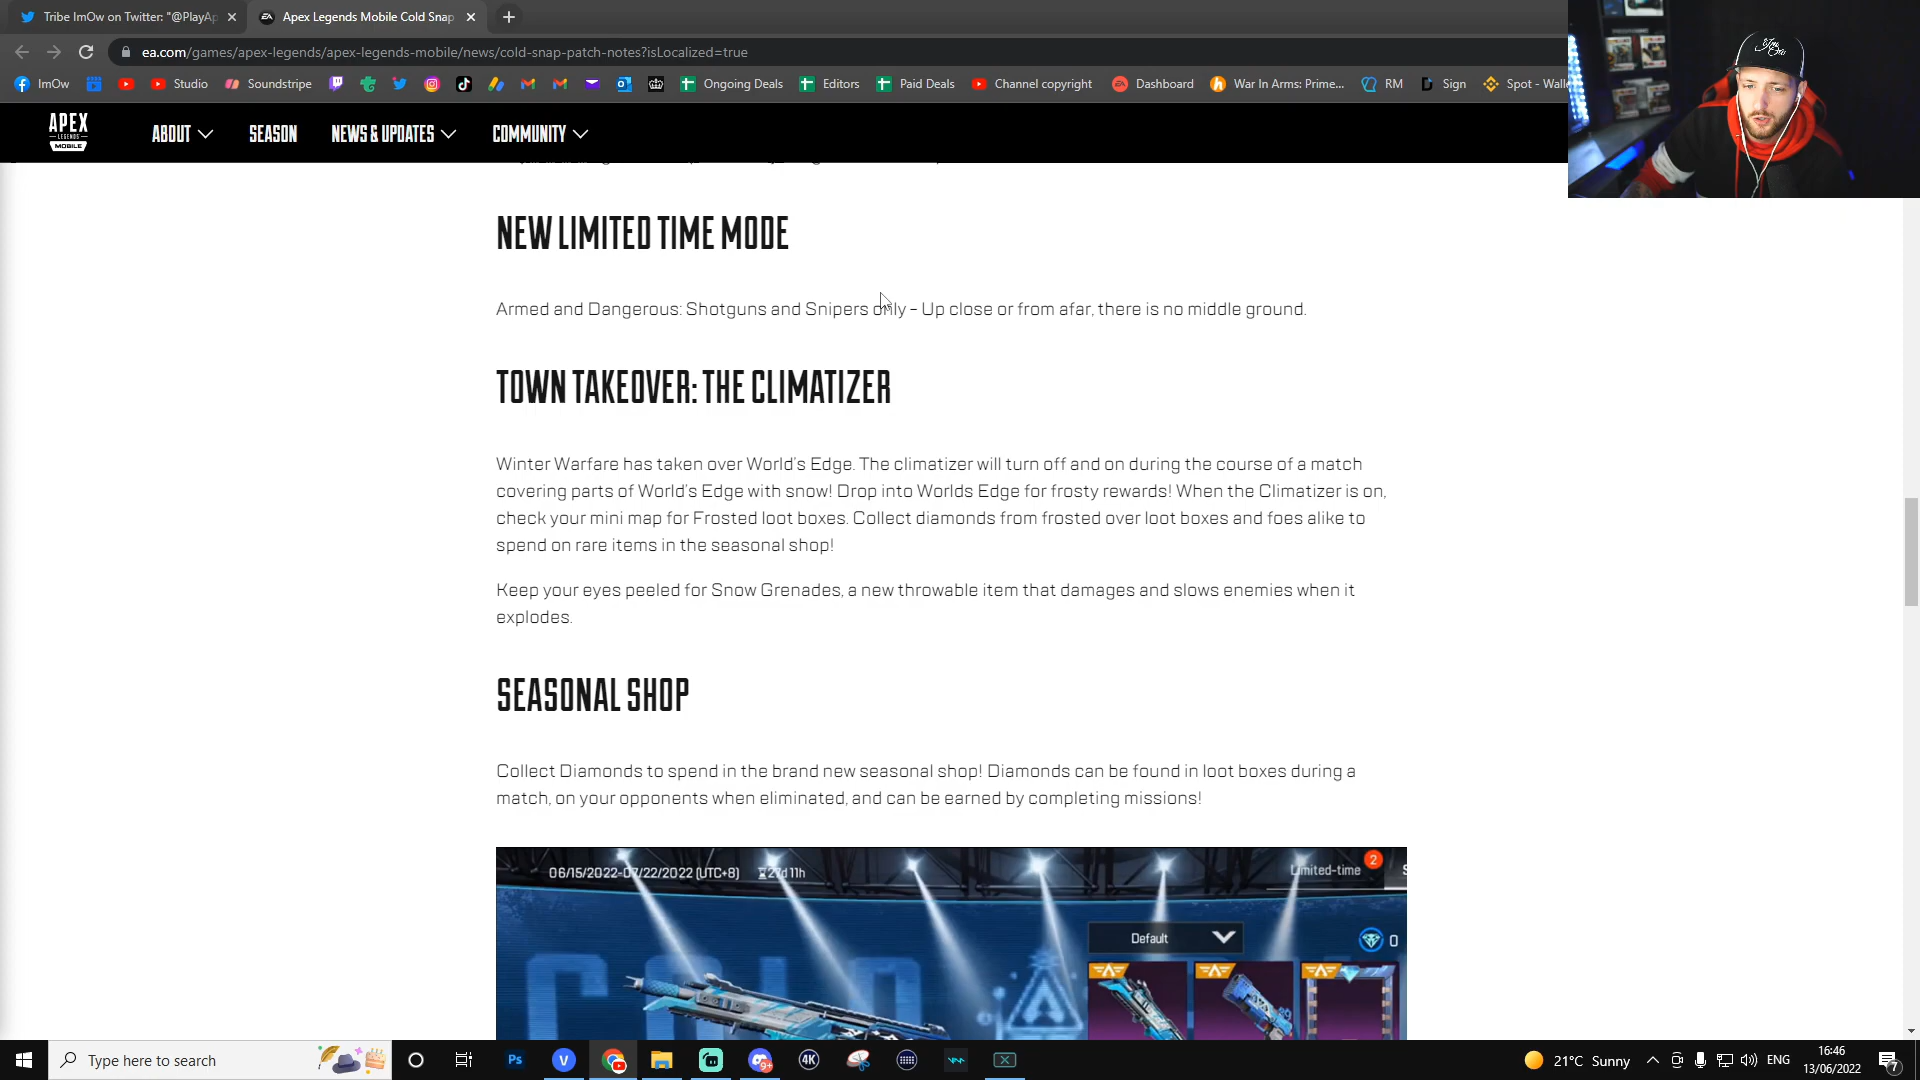 Tribe ImOw on Twitter: "@PlayAp
Apex Legends Mobile Cold Snap
ea.com/games/apex-legends/apex-legends-mobile/news/cold-snap-patch-notes?isLocalized=true
ImOw
Studio
Soundstripe
Ongoing Deals
Editors
Paid Deals
Channel copyright
Dashboard
War In Arms: Prime...
RM
Sign
Spot - Walle
APEX
LEGENDS
MOBILE
ABOUT
SEASON
NEWS & UPDATES
COMMUNITY
NEW LIMITED TIME MODE
Armed and Dangerous: Shotguns and Snipers only – Up close or from afar, there is no middle ground.
TOWN TAKEOVER: THE CLIMATIZER
Winter Warfare has taken over World's Edge. The climatizer will turn off and on during the course of a match
covering parts of World's Edge with snow! Drop into Worlds Edge for frosty rewards! When the Climatizer is on,
check your mini map for Frosted loot boxes. Collect diamonds from frosted over loot boxes and foes alike to
spend on rare items in the seasonal shop!
Keep your eyes peeled for Snow Grenades, a new throwable item that damages and slows enemies when it
explodes.
SEASONAL SHOP
Collect Diamonds to spend in the brand new seasonal shop! Diamonds can be found in loot boxes during a
match, on your opponents when eliminated, and can be earned by completing missions!
06/15/2022-07/22/2022 (UTC+8)
27d11h
Limited-time
2
Default
0
COLD
Type here to search
Ps
V
9+
4K
21°C Sunny
ENG
16:46
13/06/2022
7